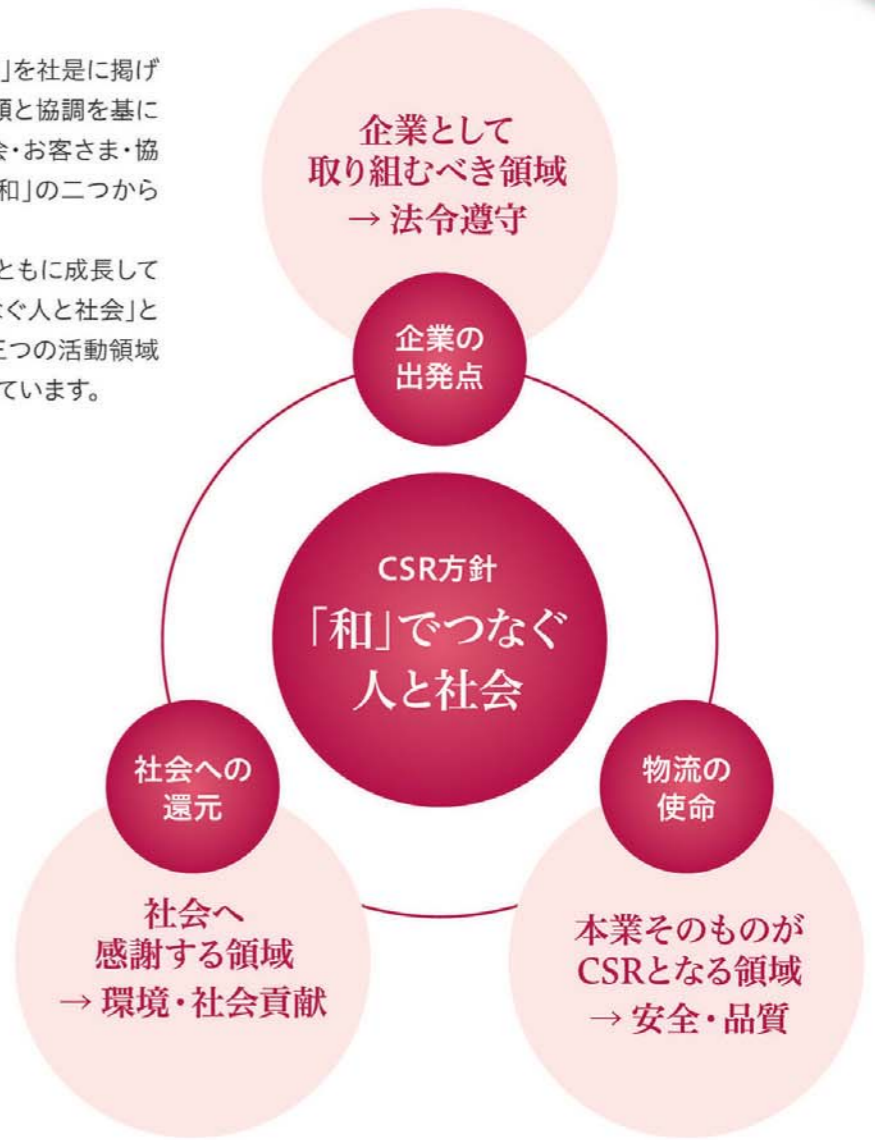 」を社是に掲げ
頼と協調を基に
会・お客さま・協
和」の二つから
ともに成長して
なぐ人と社会」と
三つの活動領域
ています。
企業として
取り組むべき領域
→ 法令遵守
企業の
出発点
CSR方針
「和」でつなぐ
人と社会
社会への
還元
社会へ
感謝する領域
→ 環境・社会貢献
物流の
使命
本業そのものが
CSRとなる領域
→ 安全・品質